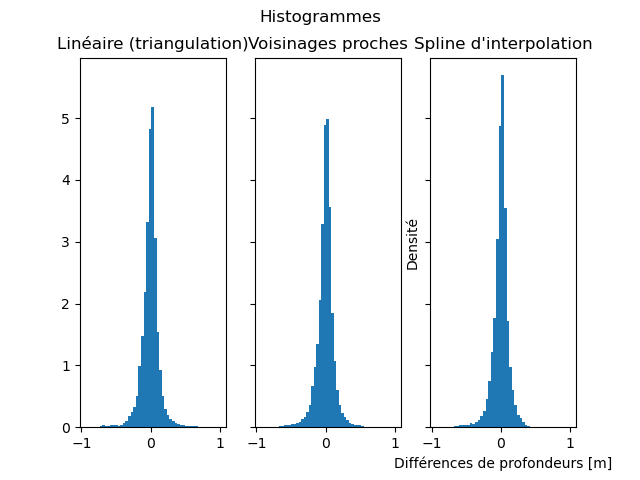 Histogrammes
Linéaire (triangulation)
Voisinages proches
Spline d'interpolation
5
4
3
2
1
0
Densité
−1
0
1
−1
0
1
−1
0
1
Différences de profondeurs [m]